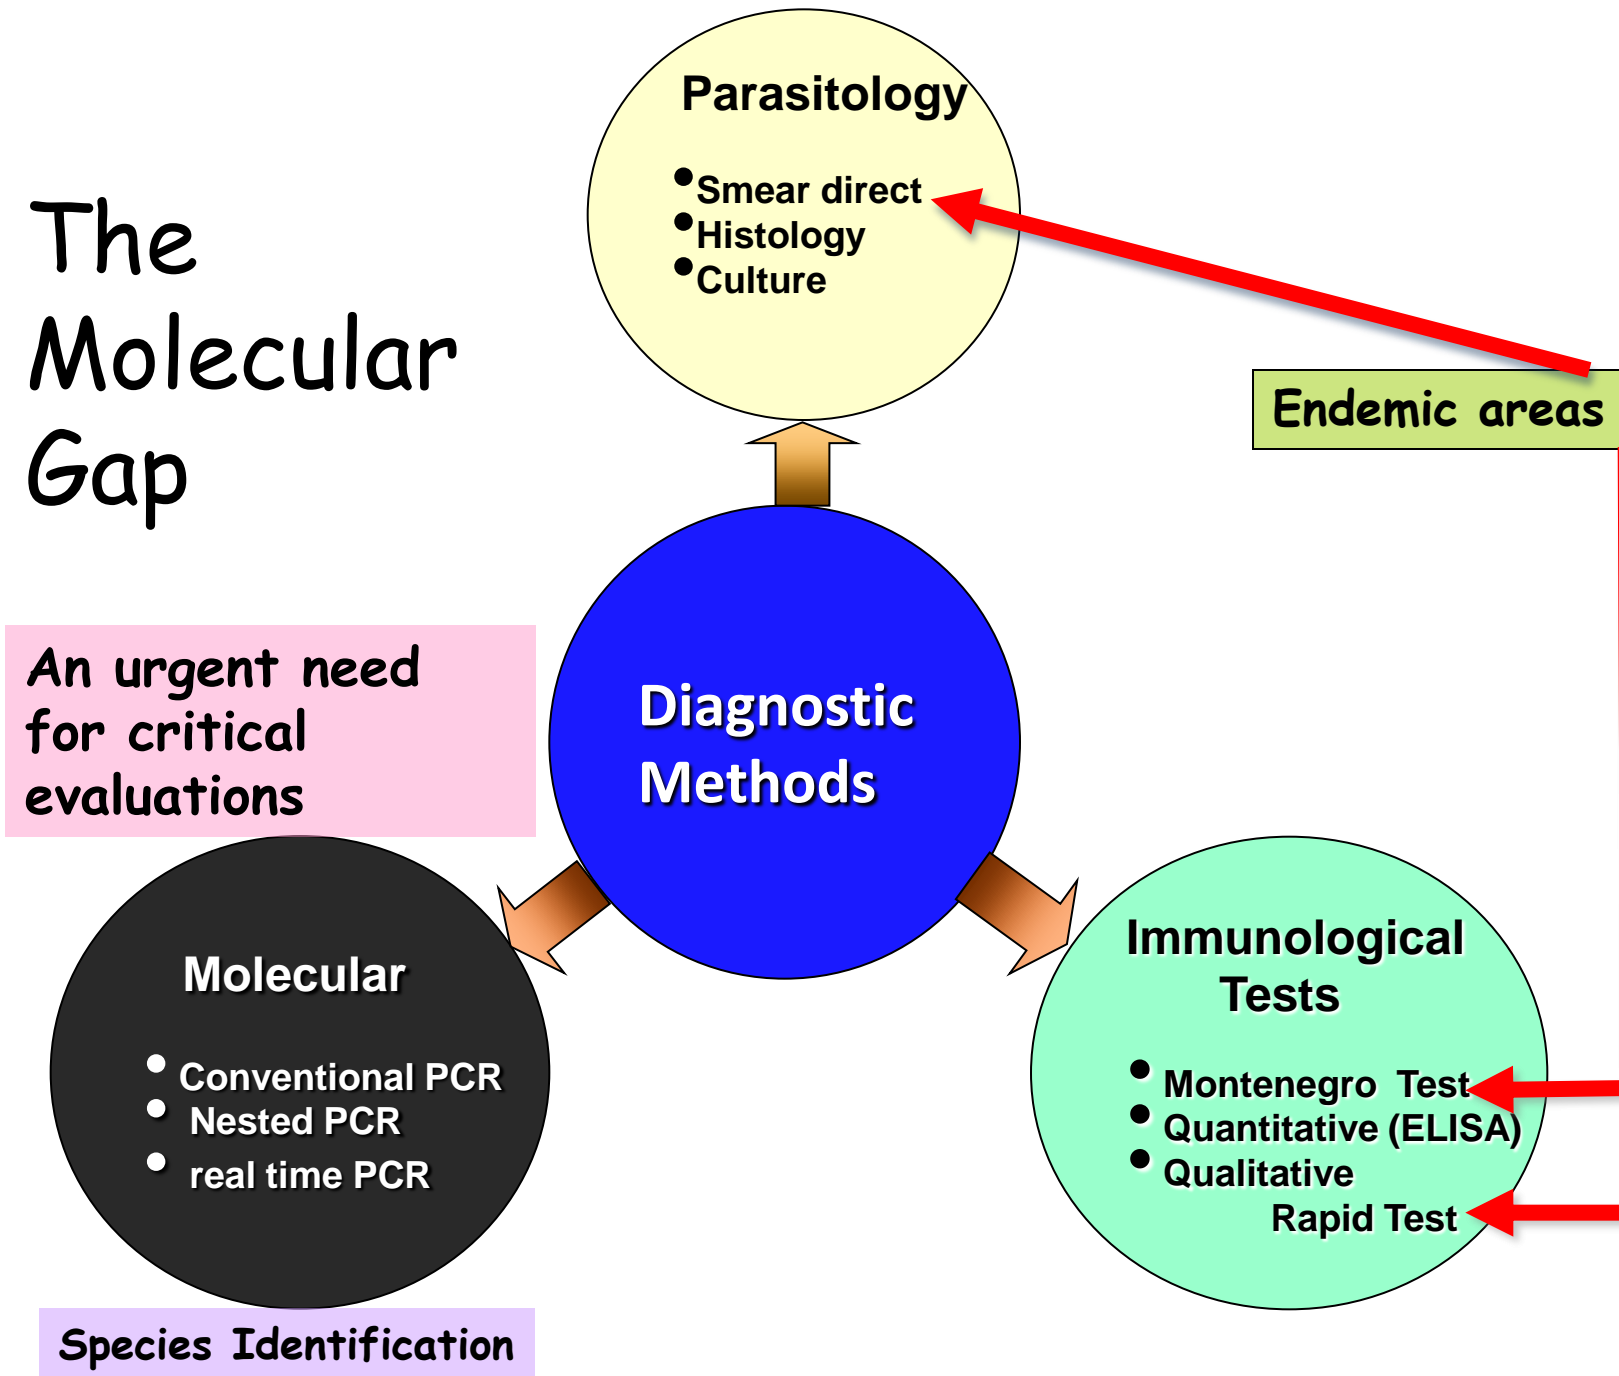 The
Molecular
Gap
Parasitology
• Smear direct
• Histology
• Culture
Endemic areas
An urgent need
for critical
evaluations
Diagnostic
Methods
Molecular
• Conventional PCR
• Nested PCR
• real time PCR
Species Identification
Immunological
Tests
• Montenegro Test
• Quantitative (ELISA)
• Qualitative
Rapid Test